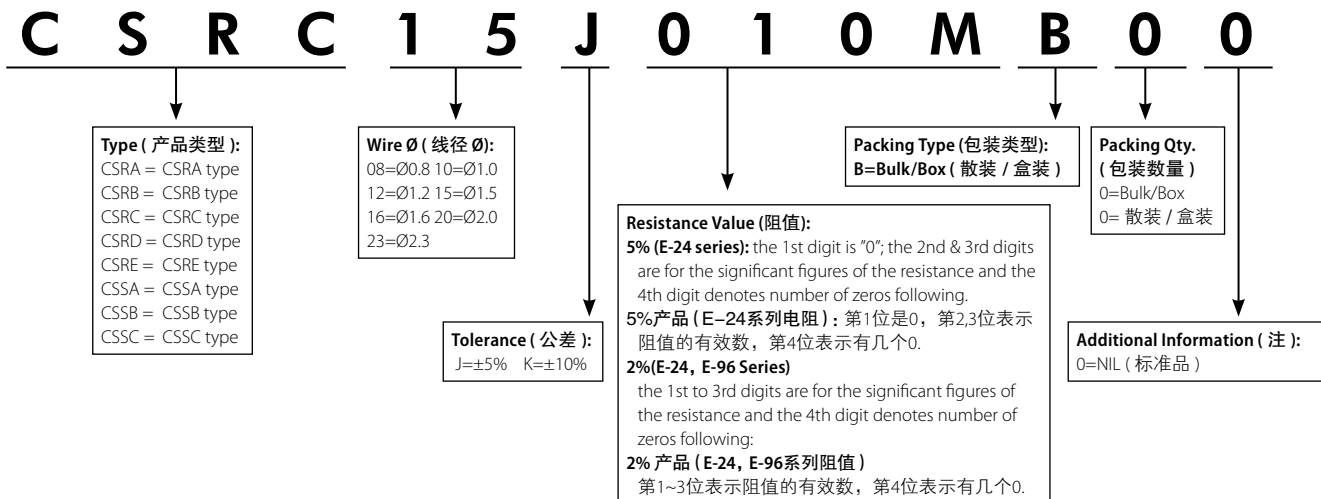 C S R C 1 5 J 0 1 0 M B 0 0
Type ( 产品类型 ):
CSRA = CSRA type
CSRB = CSRB type
CSRC = CSRC type
CSRD = CSRD type
CSRE = CSRE type
CSSA = CSSA type
CSSB = CSSB type
CSSC = CSSC type
Wire Ø ( 线径 Ø):
08=Ø0.8 10=Ø1.0
12=Ø1.2 15=Ø1.5
16=Ø1.6 20=Ø2.0
23=Ø2.3
Tolerance ( 公差 ):
J=±5% K=±10%
Resistance Value (阻值):
5% (E-24 series): the 1st digit is "0"; the 2nd & 3rd digits
are for the significant figures of the resistance and the
4th digit denotes number of zeros following.
5%产品 ( E–24系列电阻 ) : 第1位是0，第2,3位表示
阻值的有效数，第4位表示有几个0.
2%(E-24, E-96 Series)
the 1st to 3rd digits are for the significant figures of
the resistance and the 4th digit denotes number of
zeros following:
2% 产品 ( E-24, E-96系列阻值 )
第1~3位表示阻值的有效数，第4位表示有几个0.
Packing Type (包装类型):
B=Bulk/Box ( 散装 / 盒装 )
Packing Qty.
( 包装数量 )
0=Bulk/Box
0= 散装 / 盒装
Additional Information ( 注 ):
0=NIL ( 标准品 )